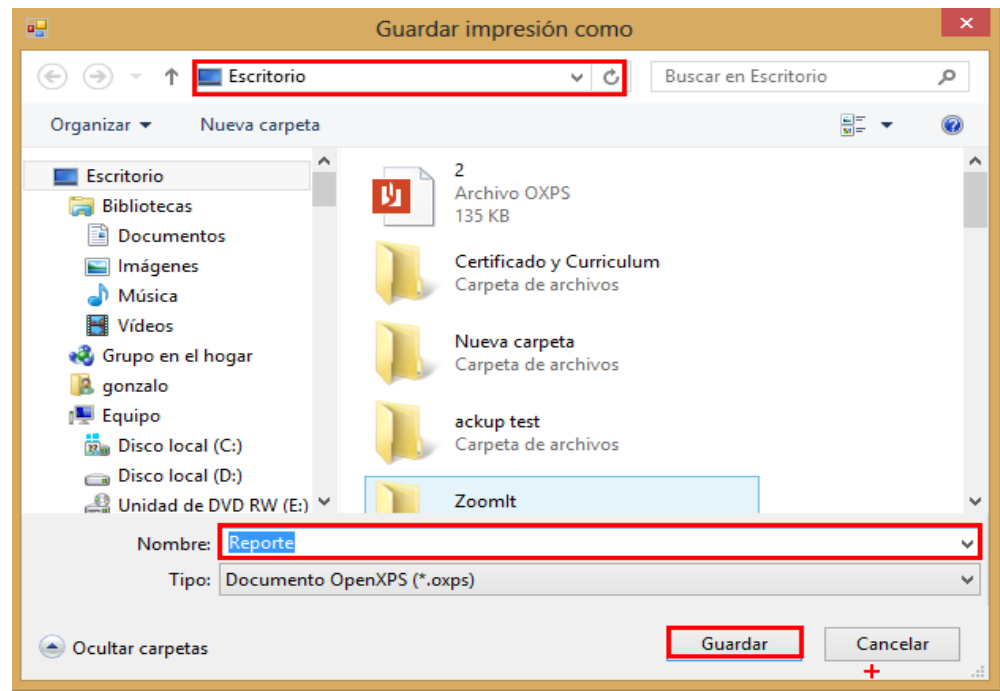 Guardar impresión como
Escritorio
Buscar en Escritorio
Organizar
Nueva carpeta
Escritorio
Bibliotecas
Documentos
Imágenes
Música
Vídeos
Grupo en el hogar
gonzalo
Equipo
Disco local (C:)
Disco local (D:)
Unidad de DVD RW (E:)
2
Archivo OXPS
135 KB
Certificado y Curriculum
Carpeta de archivos
Nueva carpeta
Carpeta de archivos
ackup test
Carpeta de archivos
ZoomIt
Nombre: Reporte
Tipo: Documento OpenXPS (*.oxps)
Ocultar carpetas
Guardar
Cancelar